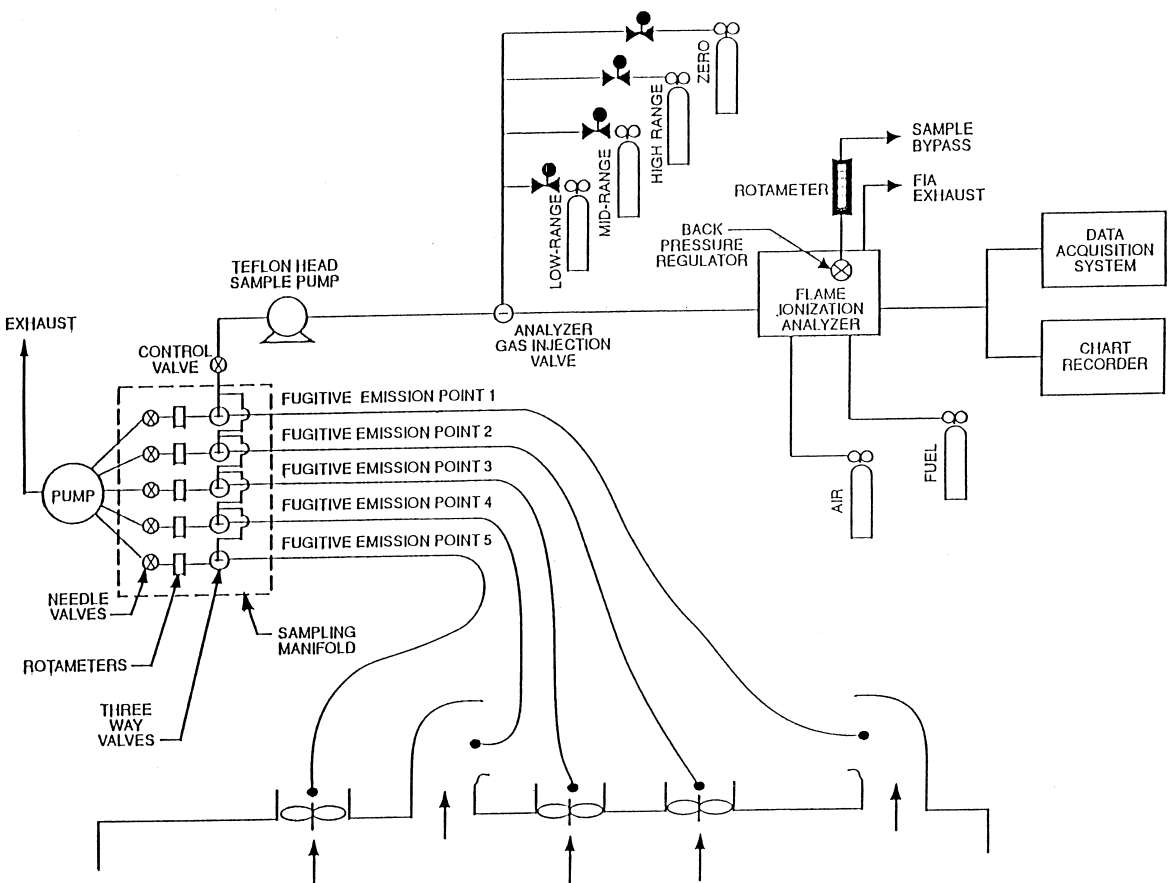 ZERO
HIGH RANGE
MID-RANGE
LOW-RANGE
SAMPLE
BYPASS
FIA
EXHAUST
ROTAMETER
BACK
PRESSURE
REGULATOR
DATA
ACQUISITION
SYSTEM
TEFLON HEAD
SAMPLE PUMP
FLAME
IONIZATION
ANALYZER
EXHAUST
ANALYZER
GAS INJECTION
VALVE
CHART
RECORDER
CONTROL
VALVE
FUGITIVE EMISSION POINT 1
FUGITIVE EMISSION POINT 2
FUGITIVE EMISSION POINT 3
FUGITIVE EMISSION POINT 4
FUGITIVE EMISSION POINT 5
PUMP
AIR
FUEL
NEEDLE
VALVES
SAMPLING
MANIFOLD
ROTAMETERS
THREE
WAY
VALVES